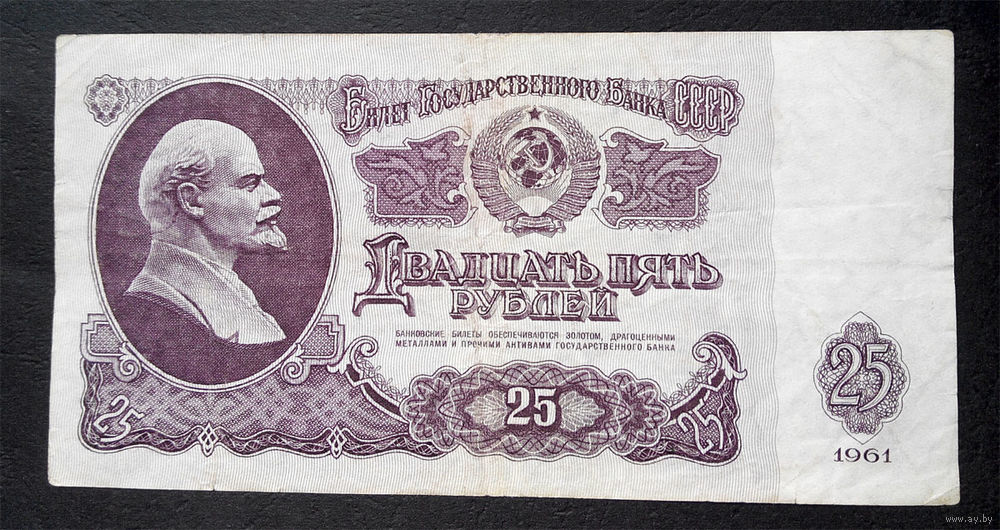 Билет Государственного Банка СССР
Двадцать пять
рублей
БАНКОВСКИЕ БИЛЕТЫ ОБЕСПЕЧИВАЮТСЯ ЗОЛОТОМ, ДРАГОЦЕННЫМИ
МЕТАЛЛАМИ И ПРОЧИМИ АКТИВАМИ ГОСУДАРСТВЕННОГО БАНКА
25
25
25
25
1961
www.ay.by